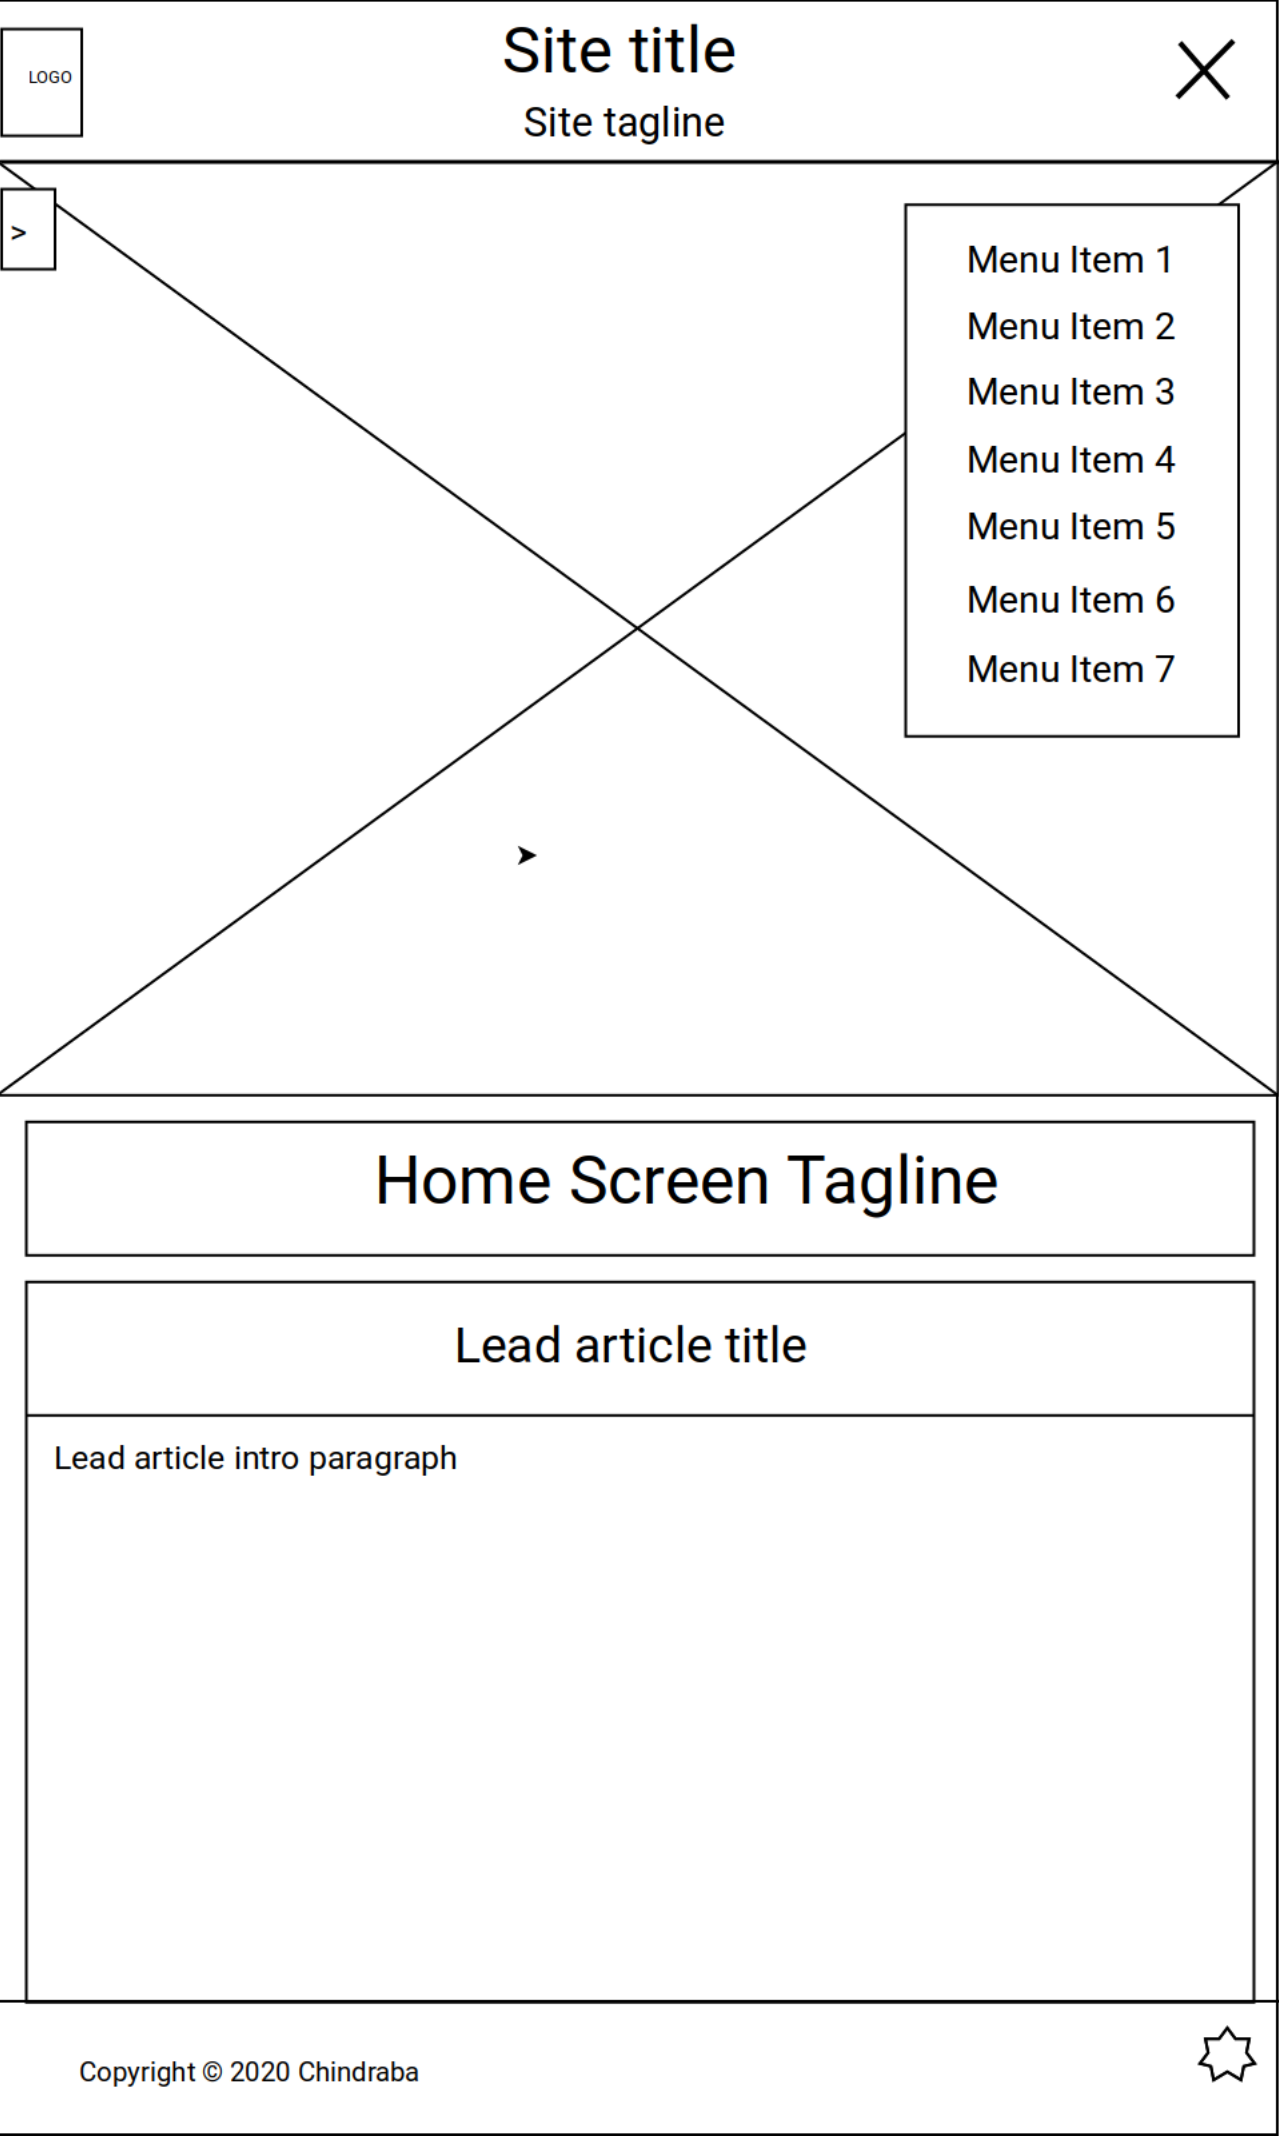 LOGO
Site title
Site tagline
>
Menu Item 1
Menu Item 2
Menu Item 3
Menu Item 4
Menu Item 5
Menu Item 6
Menu Item 7
Home Screen Tagline
Lead article title
Lead article intro paragraph
Copyright © 2020 Chindraba